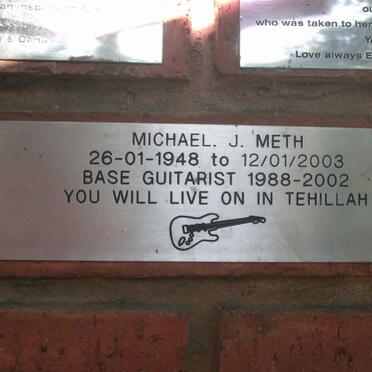 who was taken to her
Love always E
MICHAEL. J. METH
26-01-1948 to 12/01/2003
BASE GUITARIST 1988-2002
YOU WILL LIVE ON IN TEHILLAH